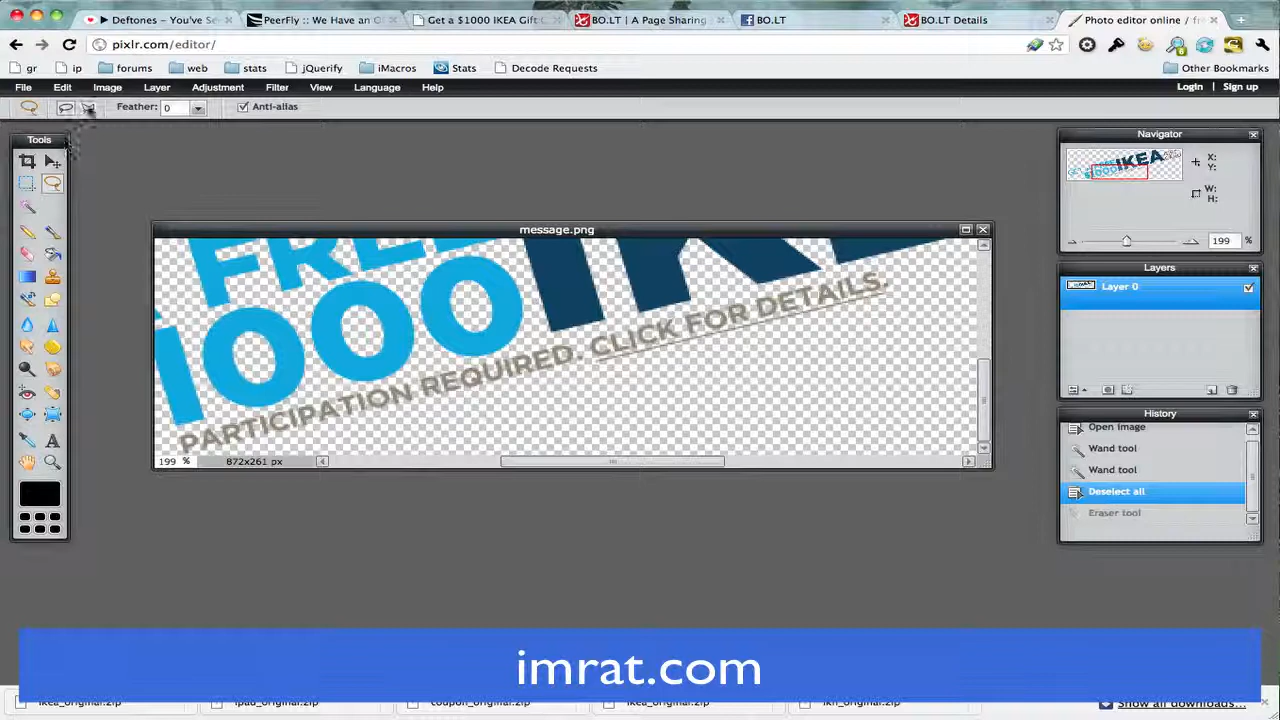 Deftones - You've Se
PeerFly :: We Have an O
Get a $1000 IKEA Gift C
BO.LT | A Page Sharing
BO.LT
BO.LT Details
Photo editor online / fr
pixlr.com/editor/
gr
ip
forums
web
stats
jQuerify
iMacros
Stats
Decode Requests
Other Bookmarks
File Edit Image Layer Adjustment Filter View Language Help
Login Sign up
Feather: 0
Anti-alias
Tools
message.png
FREE
1000
IKE
PARTICIPATION REQUIRED. CLICK FOR DETAILS.
199 % 872x261 px
Navigator
IKEA
1000
X:
Y:
W:
H:
199 %
Layers
Layer 0
History
Open image
Wand tool
Wand tool
Deselect all
Eraser tool
imrat.com
ikea_original.zip
ipad_original.zip
coupon_original.zip
ikea_original.zip
Show all downloads...